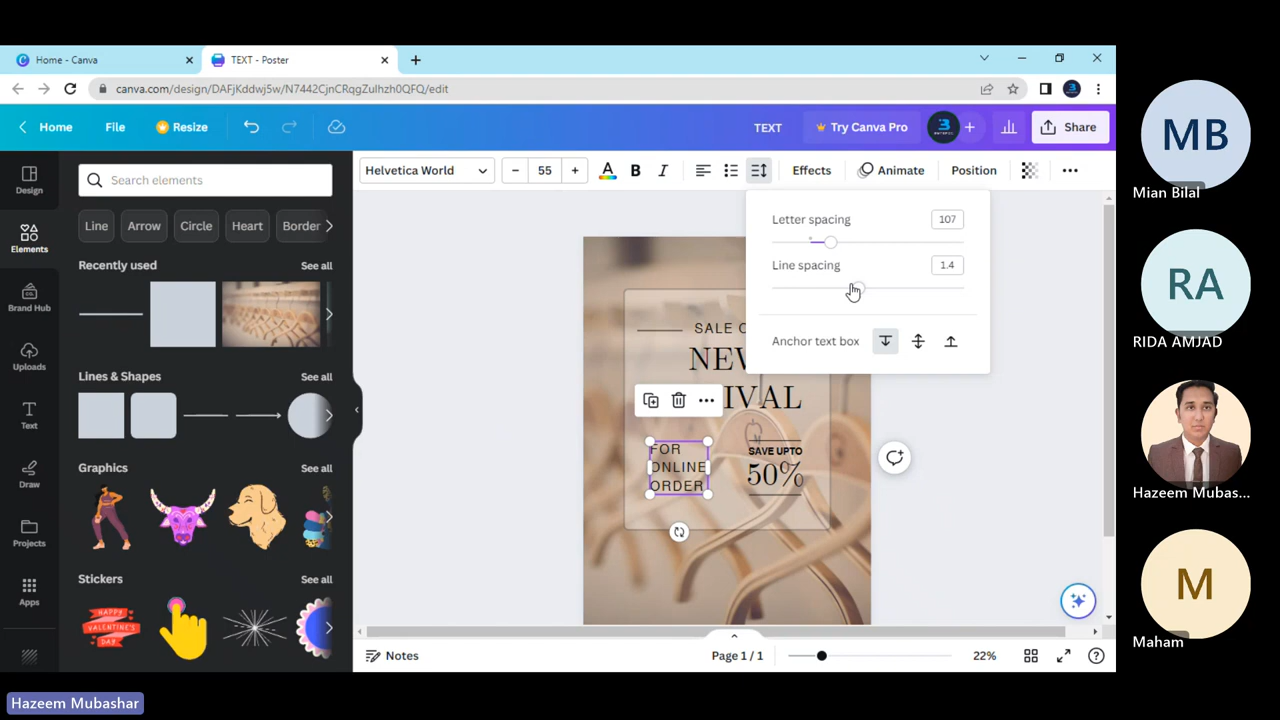 Home - Canva
TEXT - Poster
canva.com/design/DAFjKddwj5w/N7442CjnCRqgZuIhzh0QFQ/edit
Home
File
Resize
TEXT
Try Canva Pro
Share
Design
Elements
Brand Hub
Uploads
Text
Draw
Projects
Apps
Search elements
Line
Arrow
Circle
Heart
Border
Recently used
See all
Lines & Shapes
See all
Graphics
See all
Stickers
See all
HAPPY
VALENTINE'S
DAY
Helvetica World
55
Effects
Animate
Position
Letter spacing
107
Line spacing
1.4
Anchor text box
SALE
NEW
IVAL
FOR
ONLINE
ORDER
SAVE UPTO
50%
Notes
Page 1 / 1
22%
MB
Mian Bilal
RA
RIDA AMJAD
Hazeem Mubas...
M
Maham
Hazeem Mubashar